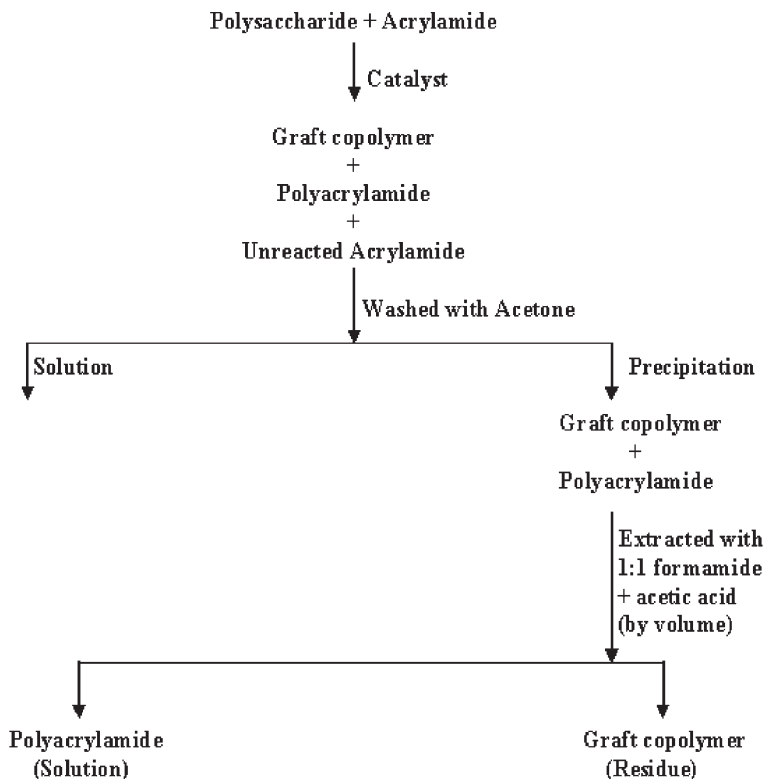 Polysaccharide + Acrylamide
Catalyst
Graft copolymer
+
Polyacrylamide
+
Unreacted Acrylamide
Washed with Acetone
Solution
Precipitation
Graft copolymer
+
Polyacrylamide
Extracted with
1:1 formamide
+ acetic acid
(by volume)
Polyacrylamide
(Solution)
Graft copolymer
(Residue)